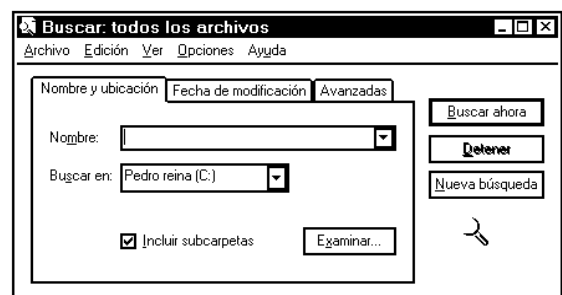 Buscar: todos los archivos
Archivo Edición Ver Opciones Ayuda
Nombre y ubicación Fecha de modificación Avanzadas
Buscar ahora
Nombre:
Detener
Buscar en: Pedro reina (C:)
Nueva búsqueda
Incluir subcarpetas Examinar...